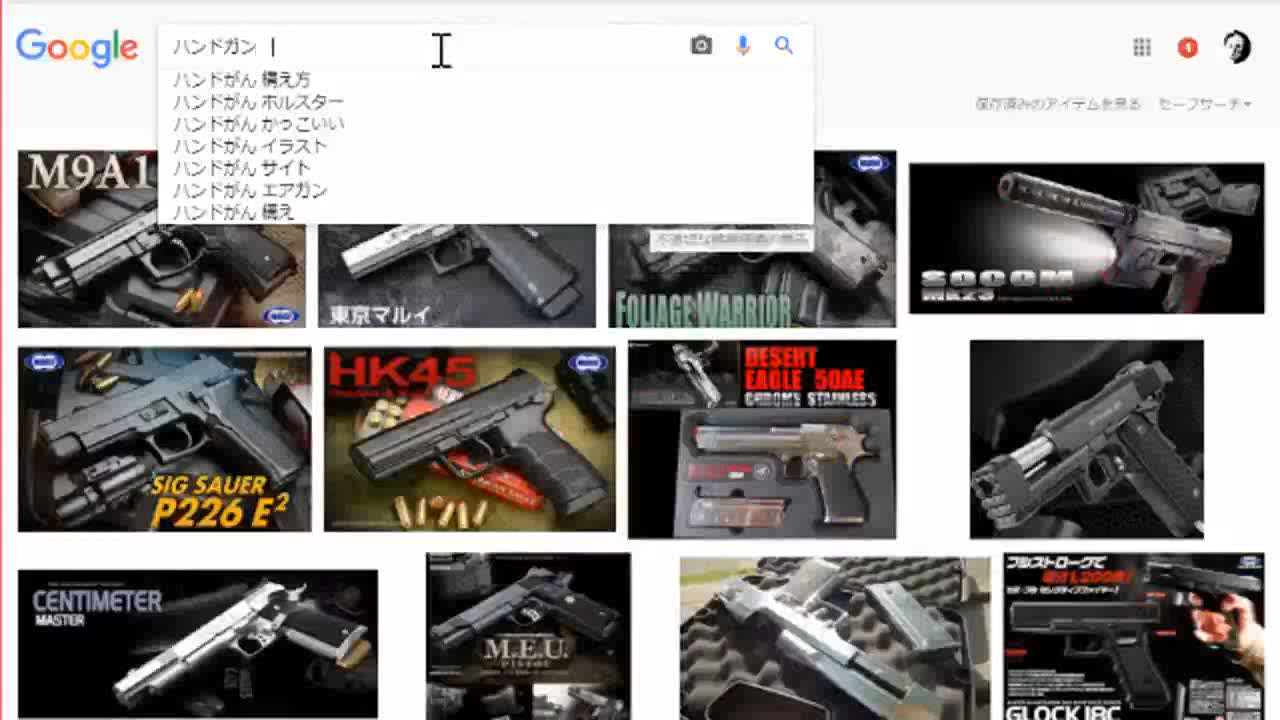 Google
ハンドガン
1
ハンドがん 構え方
ハンドがん ホルスター
ハンドがん かっこいい
ハンドがん イラスト
ハンドがん サイト
ハンドがん エアガン
ハンドがん 構え
保存済みのアイテムを見る セーフサーチ
M9A1
東京マルイ
FOLIAGE WARRIOR
SOCOM
MK23
SIG SAUER
P226 E²
HK45
DESERT
EAGLE .50AE
CHROME STAINLESS
CENTIMETER
MASTER
M.E.U.
PISTOL
フルストロークで
GLOCK18C